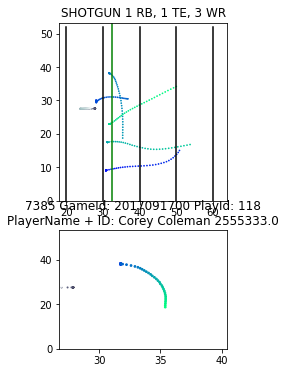 SHOTGUN 1 RB, 1 TE, 3 WR
50
40
30
20
10
0
20 30 40 50 60
7385 GameId: 2017091700 PlayId: 118
PlayerName + ID: Corey Coleman 2555333.0
40
20
0
30 35 40